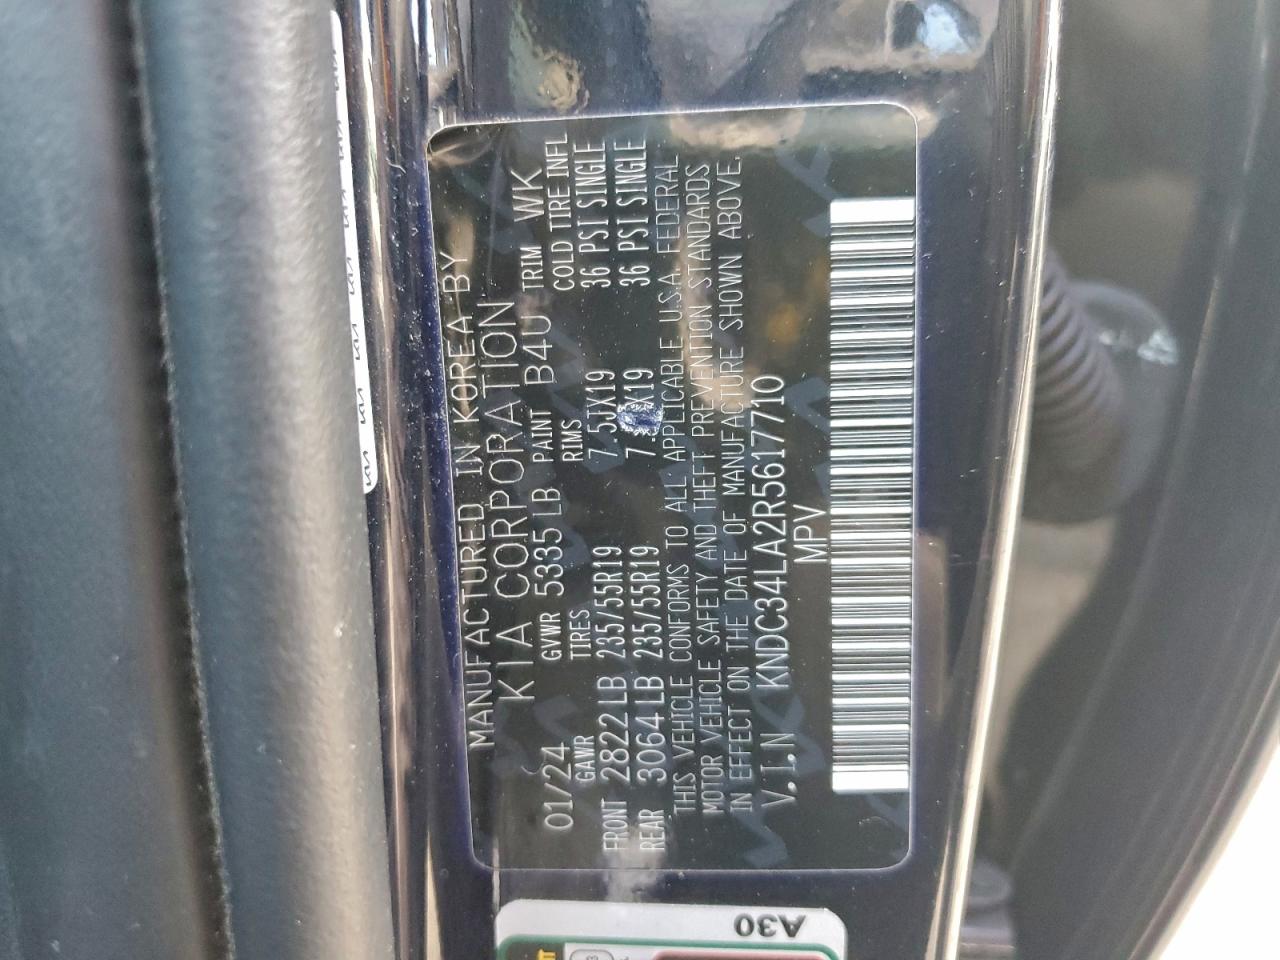 MANUFACTURED IN KOREA BY
KIA CORPORATION
01/24 GVWR 5335 LB PAINT B4U TRIM WK
GAWR TIRES RIMS COLD TIRE INFL
FRONT 2822 LB 235/55R19 7.5JX19 36 PSI SINGLE
REAR 3064 LB 235/55R19 7. X19 36 PSI SINGLE
THIS VEHICLE CONFORMS TO ALL APPLICABLE U.S.A. FEDERAL
MOTOR VEHICLE SAFETY AND THEFT PREVENTION STANDARDS
IN EFFECT ON THE DATE OF MANUFACTURE SHOWN ABOVE.
V.I.N KNDC34LA2R5617710
MPV
A30